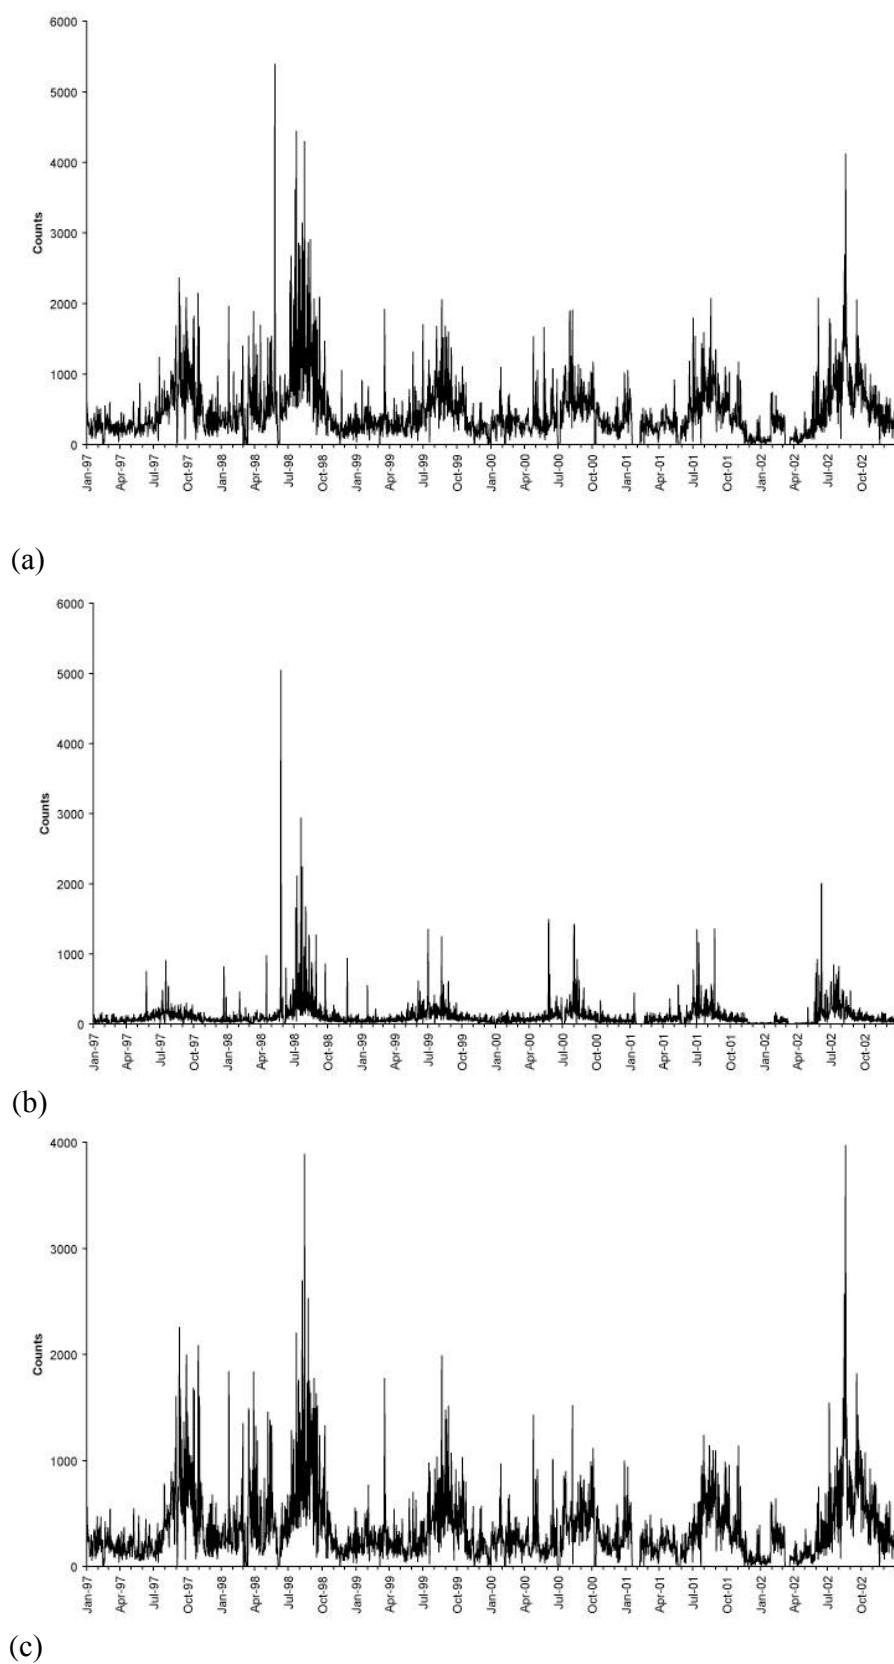 6000
5000
4000
3000
2000
1000
0
Counts
Jan-97
Apr-97
Jul-97
Oct-97
Jan-98
Apr-98
Jul-98
Oct-98
Jan-99
Apr-99
Jul-99
Oct-99
Jan-00
Apr-00
Jul-00
Oct-00
Jan-01
Apr-01
Jul-01
Oct-01
Jan-02
Apr-02
Jul-02
Oct-02
(a)
6000
5000
4000
3000
2000
1000
0
Counts
Jan-97
Apr-97
Jul-97
Oct-97
Jan-98
Apr-98
Jul-98
Oct-98
Jan-99
Apr-99
Jul-99
Oct-99
Jan-00
Apr-00
Jul-00
Oct-00
Jan-01
Apr-01
Jul-01
Oct-01
Jan-02
Apr-02
Jul-02
Oct-02
(b)
4000
3000
2000
1000
0
Counts
Jan-97
Apr-97
Jul-97
Oct-97
Jan-98
Apr-98
Jul-98
Oct-98
Jan-99
Apr-99
Jul-99
Oct-99
Jan-00
Apr-00
Jul-00
Oct-00
Jan-01
Apr-01
Jul-01
Oct-01
Jan-02
Apr-02
Jul-02
Oct-02
(c)